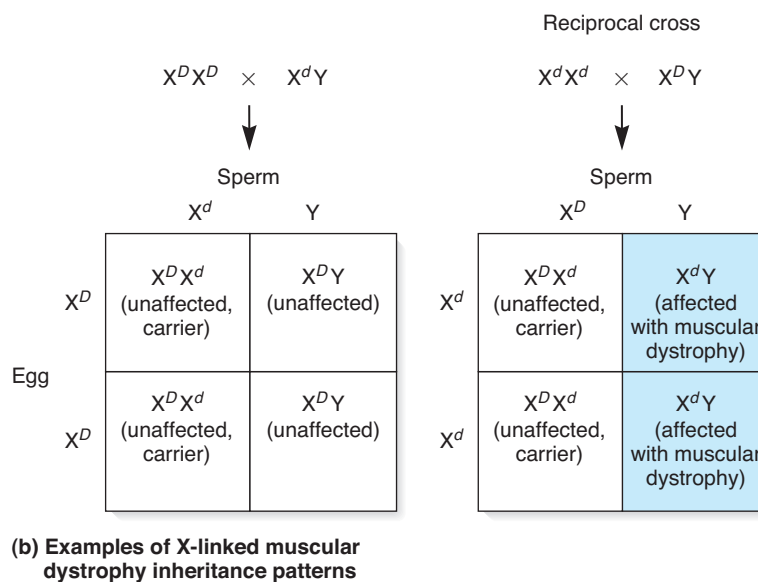 Reciprocal cross
X^D X^D × X^d Y
X^d X^d × X^D Y
Sperm
Sperm
X^d Y
X^D Y
X^D
X^D X^d
(unaffected,
carrier)
X^D Y
(unaffected)
X^d
X^D X^d
(unaffected,
carrier)
X^d Y
(affected
with muscular
dystrophy)
Egg
X^D
X^D X^d
(unaffected,
carrier)
X^D Y
(unaffected)
X^d
X^D X^d
(unaffected,
carrier)
X^d Y
(affected
with muscular
dystrophy)
(b) Examples of X-linked muscular
dystrophy inheritance patterns